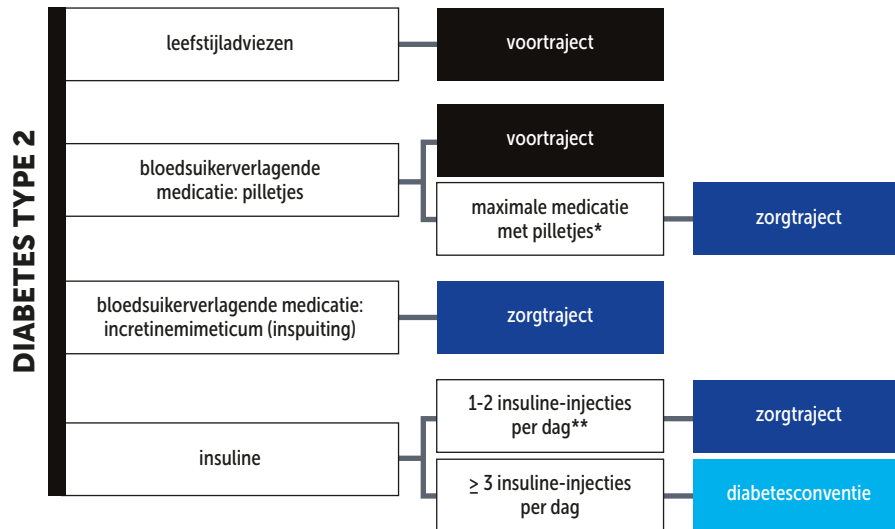 DIABETES TYPE 2
leefstijladviezen
voortraject
bloedsuikerverlagende
medicatie: pilletjes
voortraject
maximale medicatie
met pilletjes*
zorgtraject
bloedsuikerverlagende medicatie:
incretinemimeticum (inspuiting)
zorgtraject
insuline
1-2 insuline-injecties
per dag**
zorgtraject
≥ 3 insuline-injecties
per dag
diabetesconventie